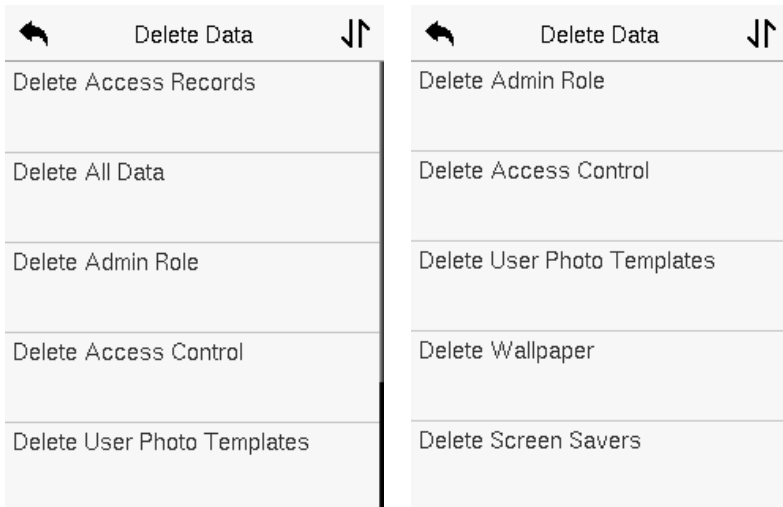 Delete Data
Delete Access Records
Delete All Data
Delete Admin Role
Delete Access Control
Delete User Photo Templates
Delete Data
Delete Admin Role
Delete Access Control
Delete User Photo Templates
Delete Wallpaper
Delete Screen Savers